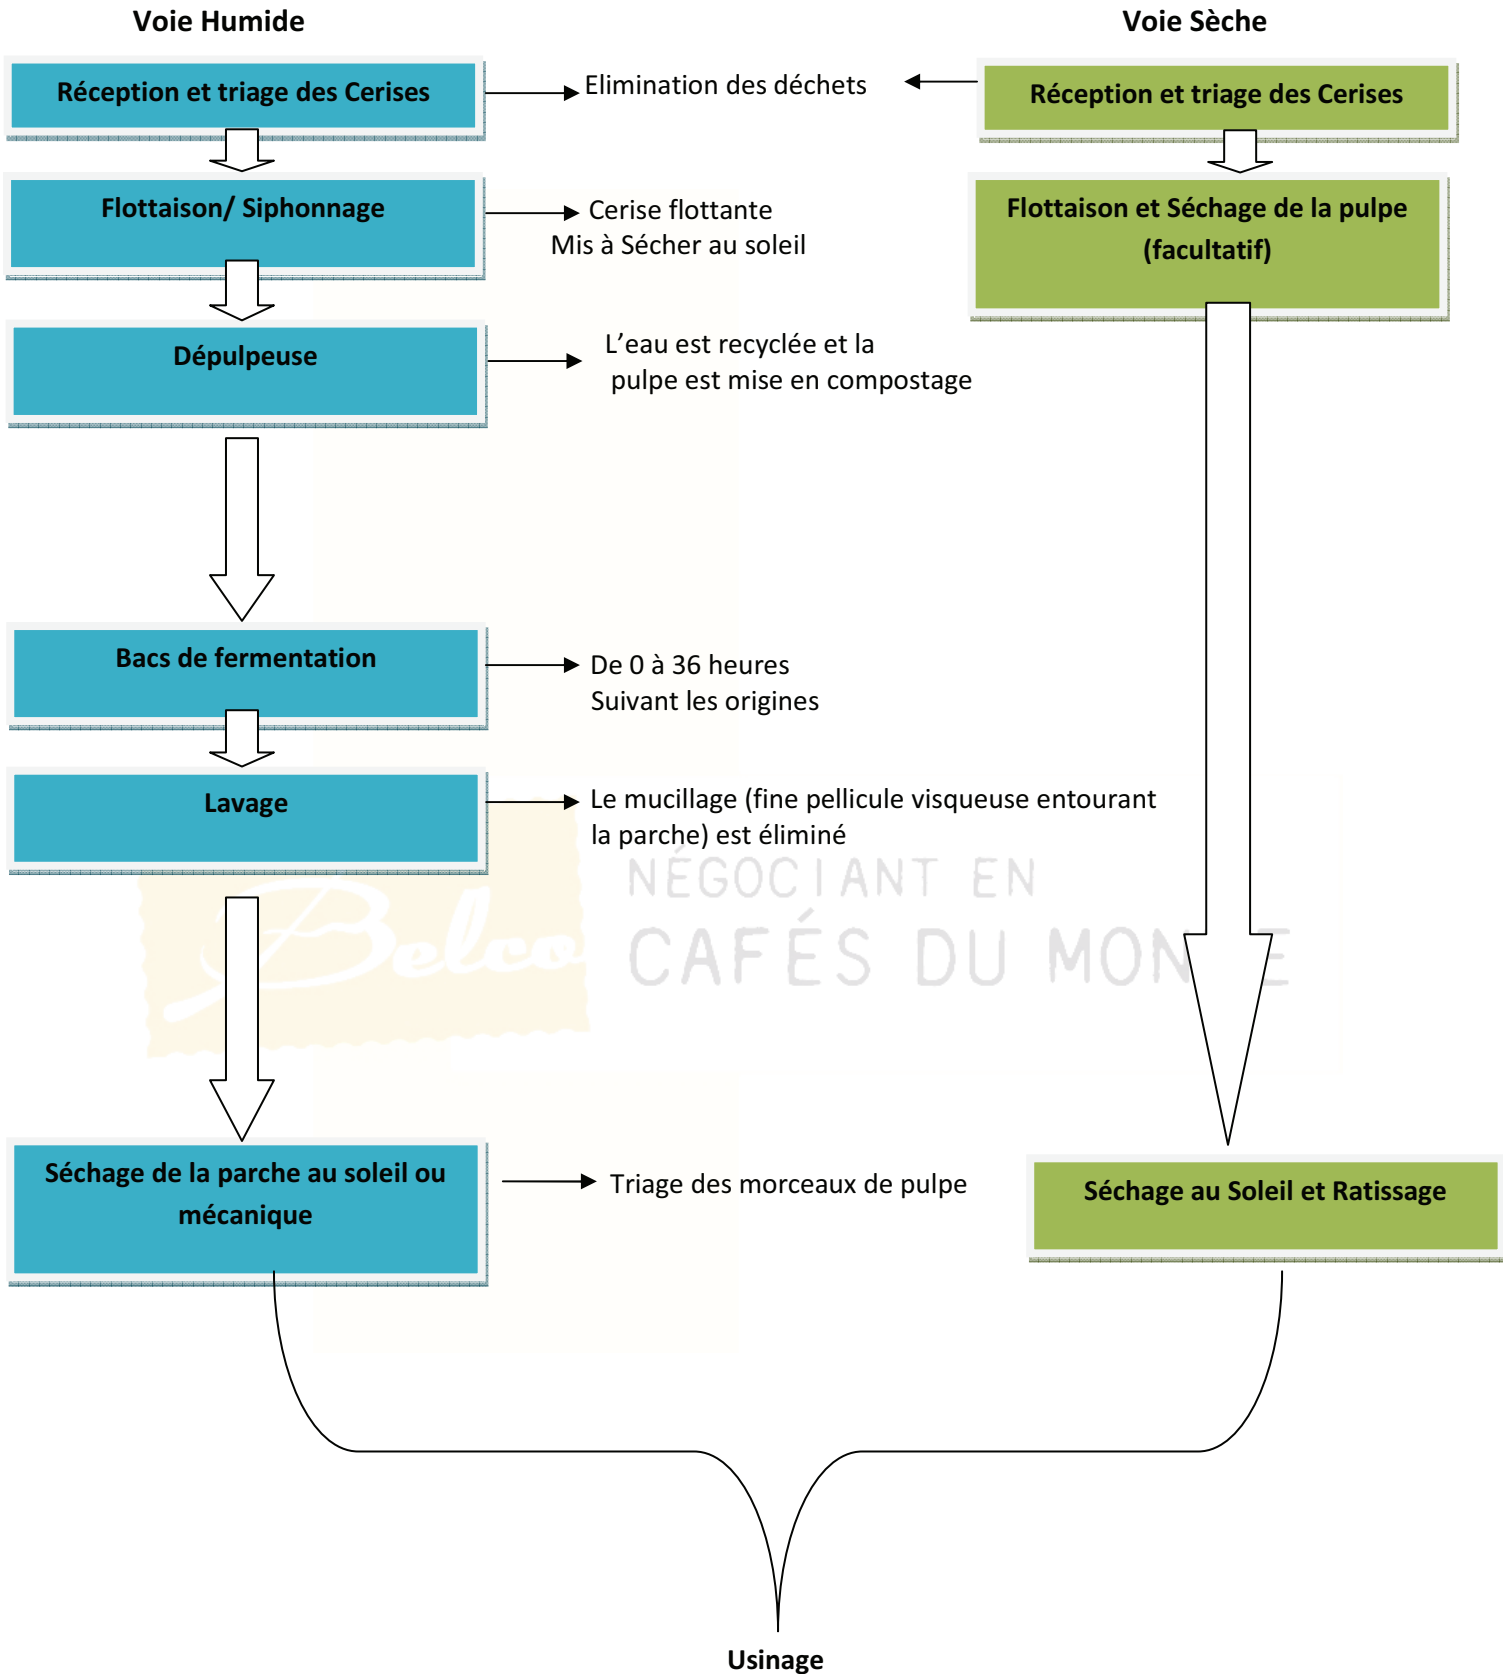 Voie Humide
Voie Sèche
Réception et triage des Cerises
Elimination des déchets
Réception et triage des Cerises
Flottaison/ Siphonnage
Cerise flottante
Mis à Sécher au soleil
Flottaison et Séchage de la pulpe
(facultatif)
Dépulpeuse
L’eau est recyclée et la
pulpe est mise en compostage
Bacs de fermentation
De 0 à 36 heures
Suivant les origines
Lavage
Le mucillage (fine pellicule visqueuse entourant
la parche) est éliminé
Belco
NÉGOCIANT EN
CAFÉS DU MON E
Séchage de la parche au soleil ou
mécanique
Triage des morceaux de pulpe
Séchage au Soleil et Ratissage
Usinage